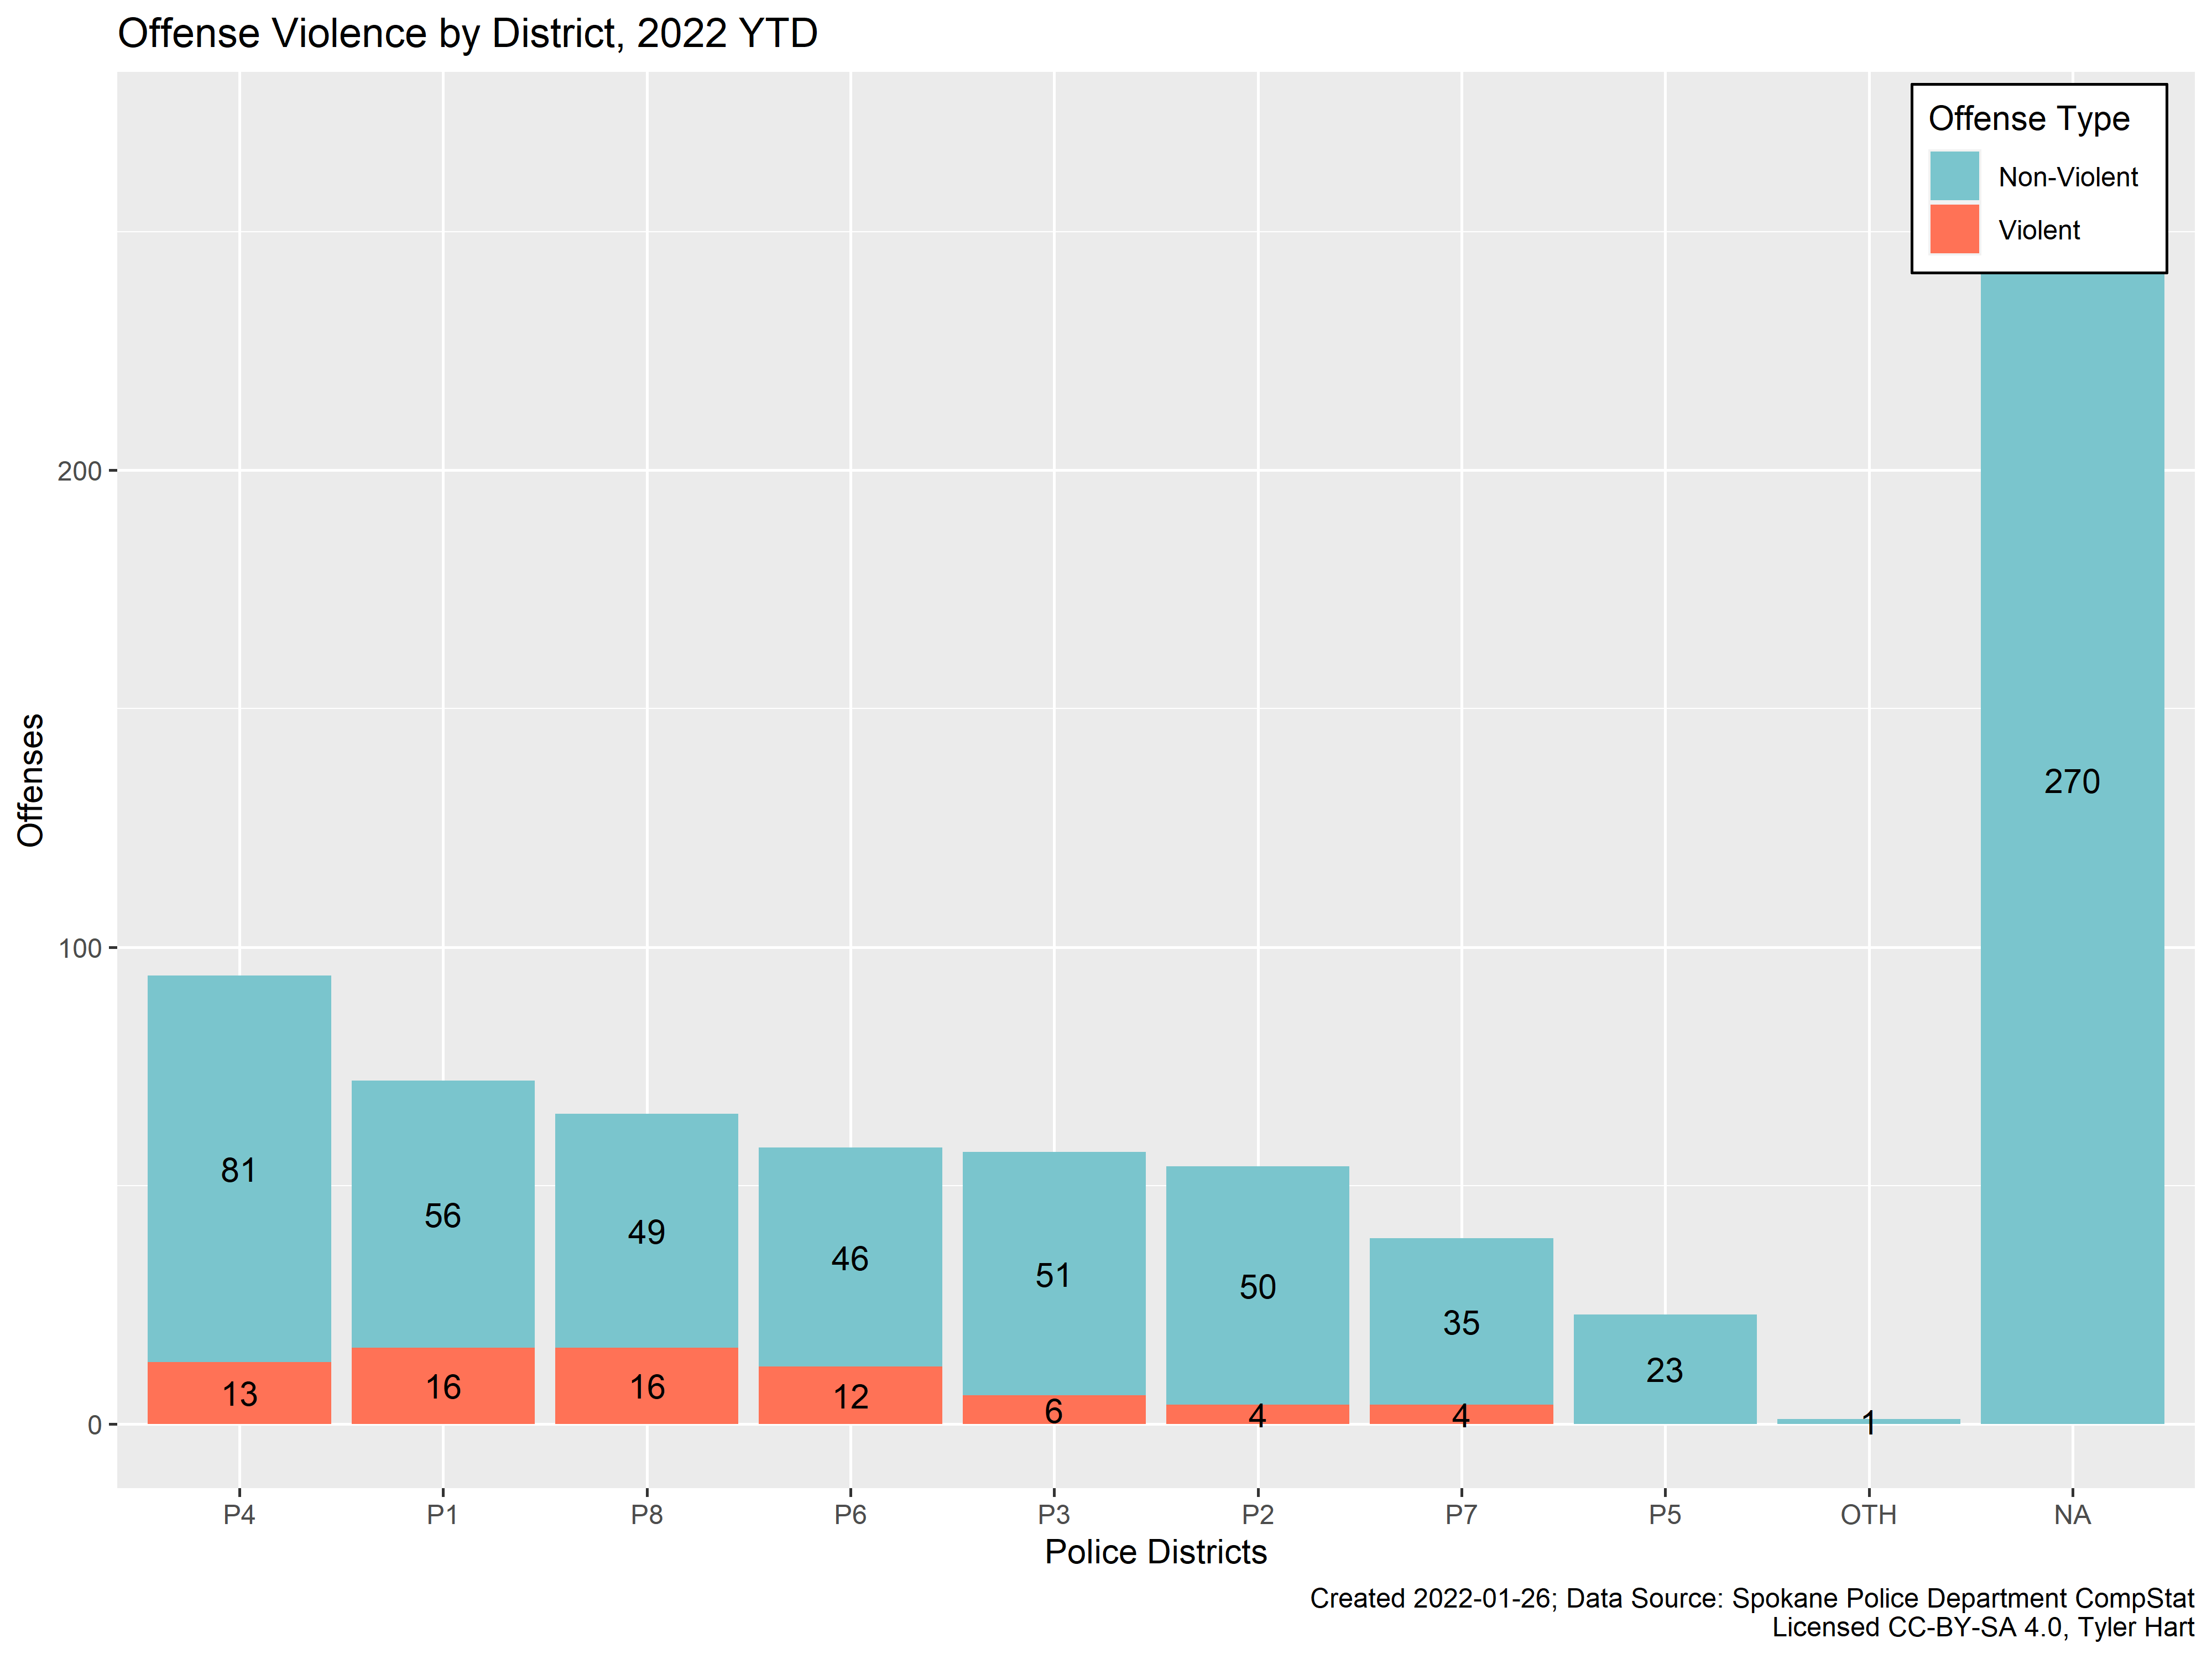 Offense Violence by District, 2022 YTD
Offense Type
Non-Violent
Violent
Offenses
200
100
0
81
56
49
46
51
50
35
23
1
270
13
16
16
12
6
4
4
P4 P1 P8 P6 P3 P2 P7 P5 OTH NA
Police Districts
Created 2022-01-26; Data Source: Spokane Police Department CompStat
Licensed CC-BY-SA 4.0, Tyler Hart